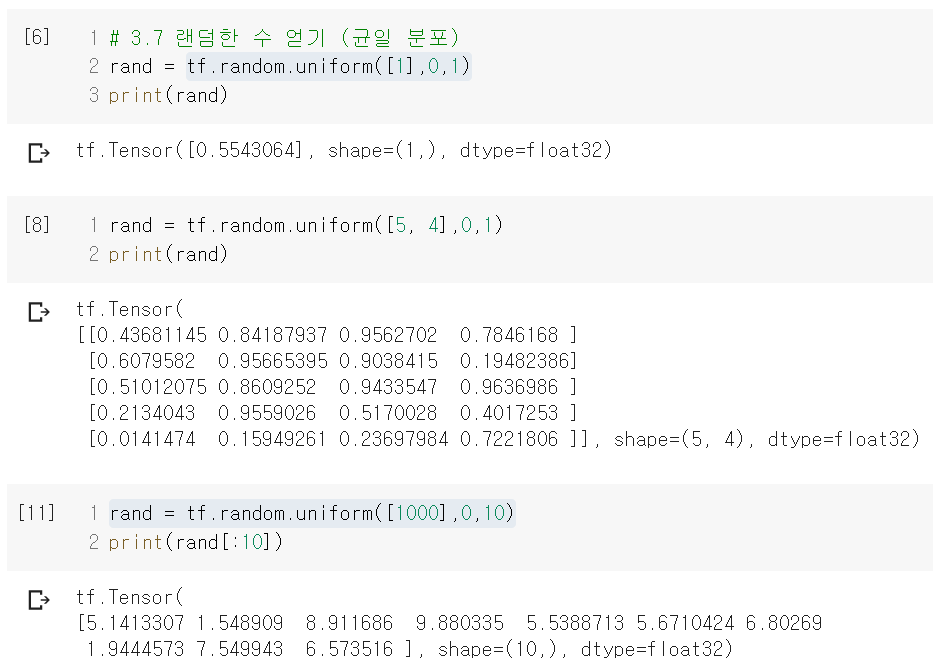 [6] 1 # 3.7 랜덤한 수 얻기 (균일 분포)
2 rand = tf.random.uniform([1],0,1)
3 print(rand)
tf.Tensor([0.5543064], shape=(1,), dtype=float32)
[8] 1 rand = tf.random.uniform([5, 4],0,1)
2 print(rand)
tf.Tensor(
[[0.43681145 0.84187937 0.9562702  0.7846168 ]
 [0.6079582  0.95665395 0.9038415  0.19482386]
 [0.51012075 0.8609252  0.9433547  0.9636986 ]
 [0.2134043  0.9559026  0.5170028  0.4017253 ]
 [0.0141474  0.15949261 0.23697984 0.7221806 ]], shape=(5, 4), dtype=float32)
[11] 1 rand = tf.random.uniform([1000],0,10)
2 print(rand[:10])
tf.Tensor(
[5.1413307 1.548909  8.911686  9.880335  5.5388713 5.6710424 6.80269
 1.9444573 7.549943  6.573516 ], shape=(10,), dtype=float32)